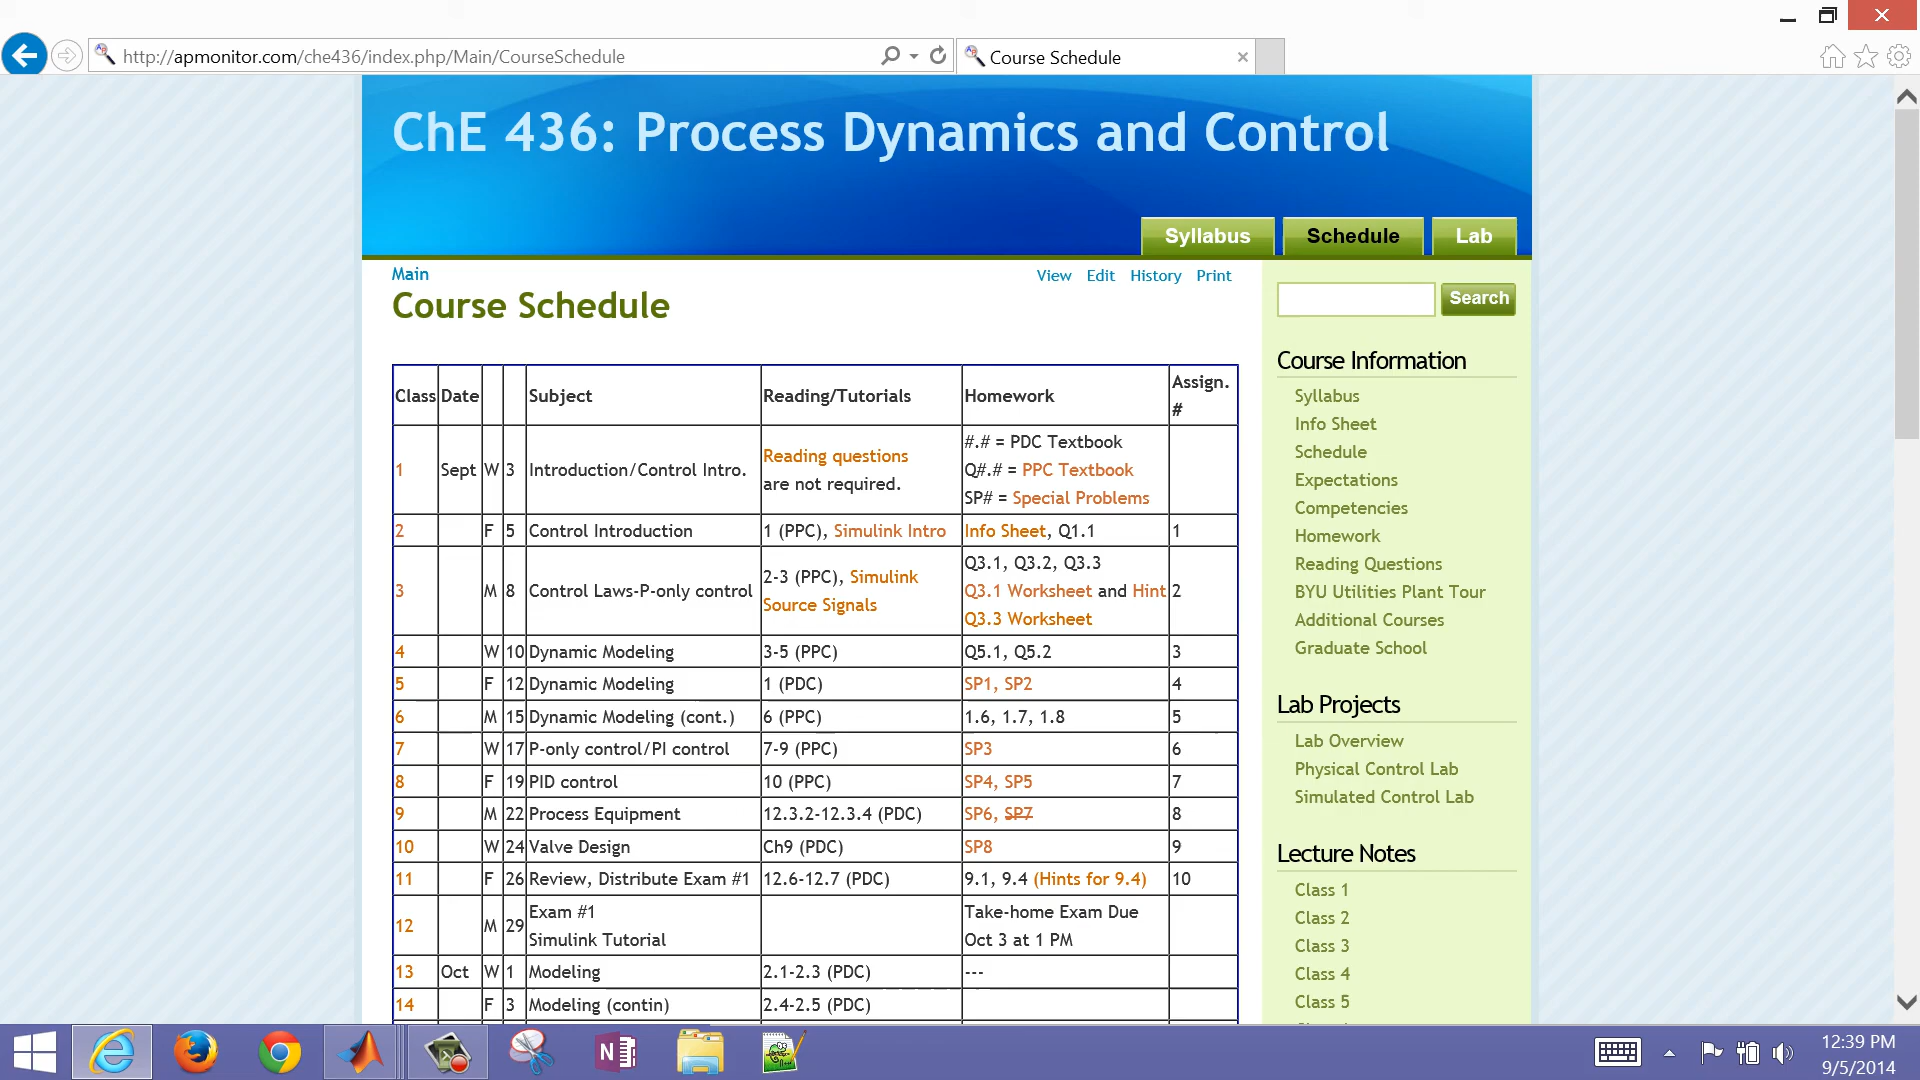 http://apmonitor.com/che436/index.php/Main/CourseSchedule
Course Schedule
ChE 436: Process Dynamics and Control
Syllabus Schedule Lab
Main
View Edit History Print
Course Schedule
Class Date Subject Reading/Tutorials Homework Assign. #
1 Sept W 3 Introduction/Control Intro. Reading questions are not required. #.# = PDC Textbook
Q#.# = PPC Textbook
SP# = Special Problems
2 F 5 Control Introduction 1 (PPC), Simulink Intro Info Sheet, Q1.1 1
3 M 8 Control Laws-P-only control 2-3 (PPC), Simulink Source Signals Q3.1, Q3.2, Q3.3
Q3.1 Worksheet and Hint
Q3.3 Worksheet 2
4 W 10 Dynamic Modeling 3-5 (PPC) Q5.1, Q5.2 3
5 F 12 Dynamic Modeling 1 (PDC) SP1, SP2 4
6 M 15 Dynamic Modeling (cont.) 6 (PPC) 1.6, 1.7, 1.8 5
7 W 17 P-only control/PI control 7-9 (PPC) SP3 6
8 F 19 PID control 10 (PPC) SP4, SP5 7
9 M 22 Process Equipment 12.3.2-12.3.4 (PDC) SP6, SP7 8
10 W 24 Valve Design Ch9 (PDC) SP8 9
11 F 26 Review, Distribute Exam #1 12.6-12.7 (PDC) 9.1, 9.4 (Hints for 9.4) 10
12 M 29 Exam #1
Simulink Tutorial Take-home Exam Due
Oct 3 at 1 PM
13 Oct W 1 Modeling 2.1-2.3 (PDC) ---
14 F 3 Modeling (contin) 2.4-2.5 (PDC)
Search
Course Information
Syllabus
Info Sheet
Schedule
Expectations
Competencies
Homework
Reading Questions
BYU Utilities Plant Tour
Additional Courses
Graduate School
Lab Projects
Lab Overview
Physical Control Lab
Simulated Control Lab
Lecture Notes
Class 1
Class 2
Class 3
Class 4
Class 5
12:39 PM
9/5/2014